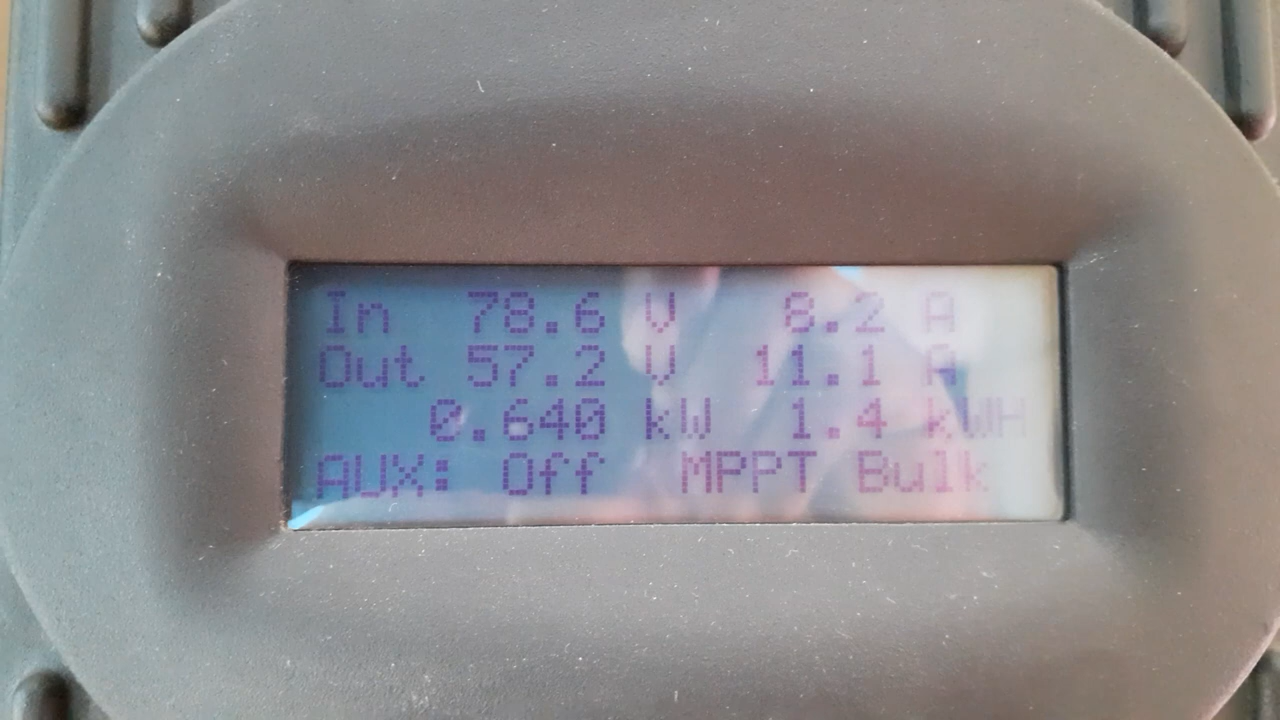 In 78.6 V 8.2 A
Out 57.2 V 11.1 A
0.640 kW 1.4 kWH
AUX: Off MPPT Bulk